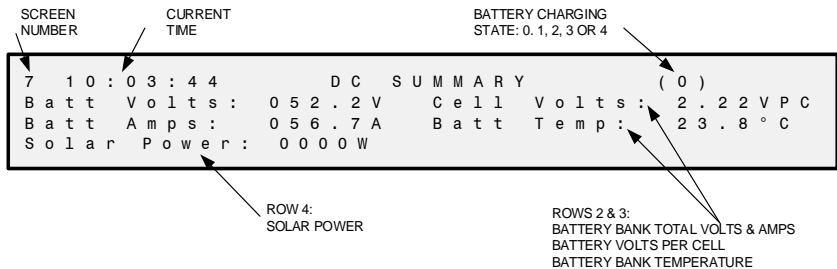 SCREEN
NUMBER
CURRENT
TIME
BATTERY CHARGING
STATE: 0. 1, 2, 3 OR 4
7 10:03:44 DC SUMMARY (0)
Batt Volts: 052.2V Cell Volts: 2.22VPC
Batt Amps: 056.7A Batt Temp: 23.8°C
Solar Power: 0000W
ROW 4:
SOLAR POWER
ROWS 2 & 3:
BATTERY BANK TOTAL VOLTS & AMPS
BATTERY VOLTS PER CELL
BATTERY BANK TEMPERATURE